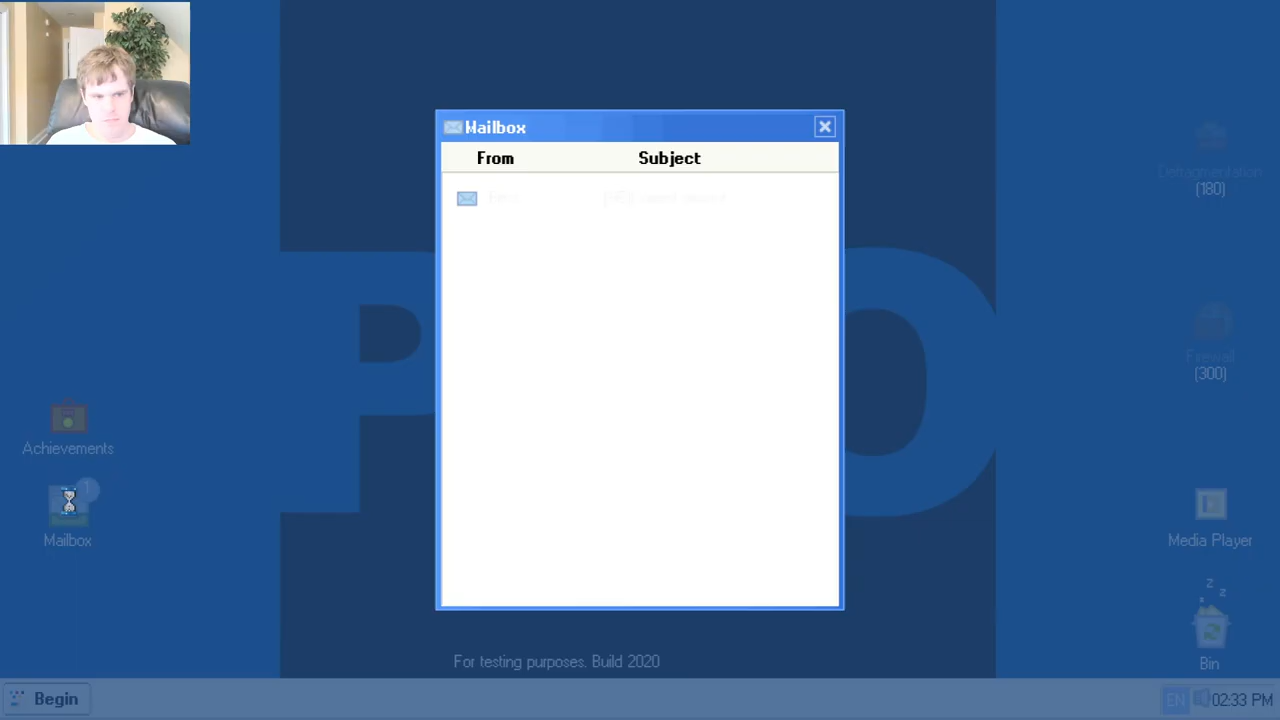 Mailbox
From Subject
Defragmentation
(180)
Firewall
(300)
P
O
Achievements
1
Mailbox
Media Player
z
z
z
Bin
For testing purposes. Build 2020
Begin
EN 02:33 PM